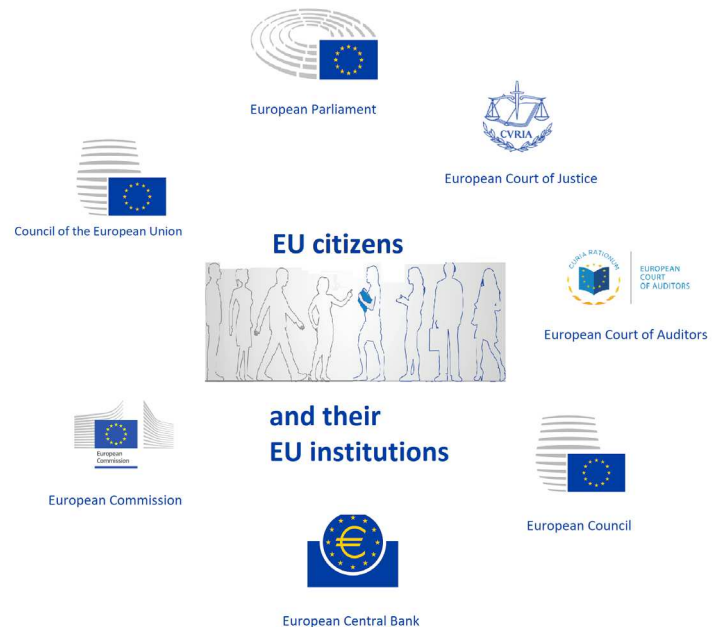 European Parliament
CVRIA
European Court of Justice
Council of the European Union
EU citizens
CURIA RATIONUM
EUROPEAN
COURT
OF AUDITORS
European Court of Auditors
and their
EU institutions
European
Commission
European Commission
European Council
€
European Central Bank